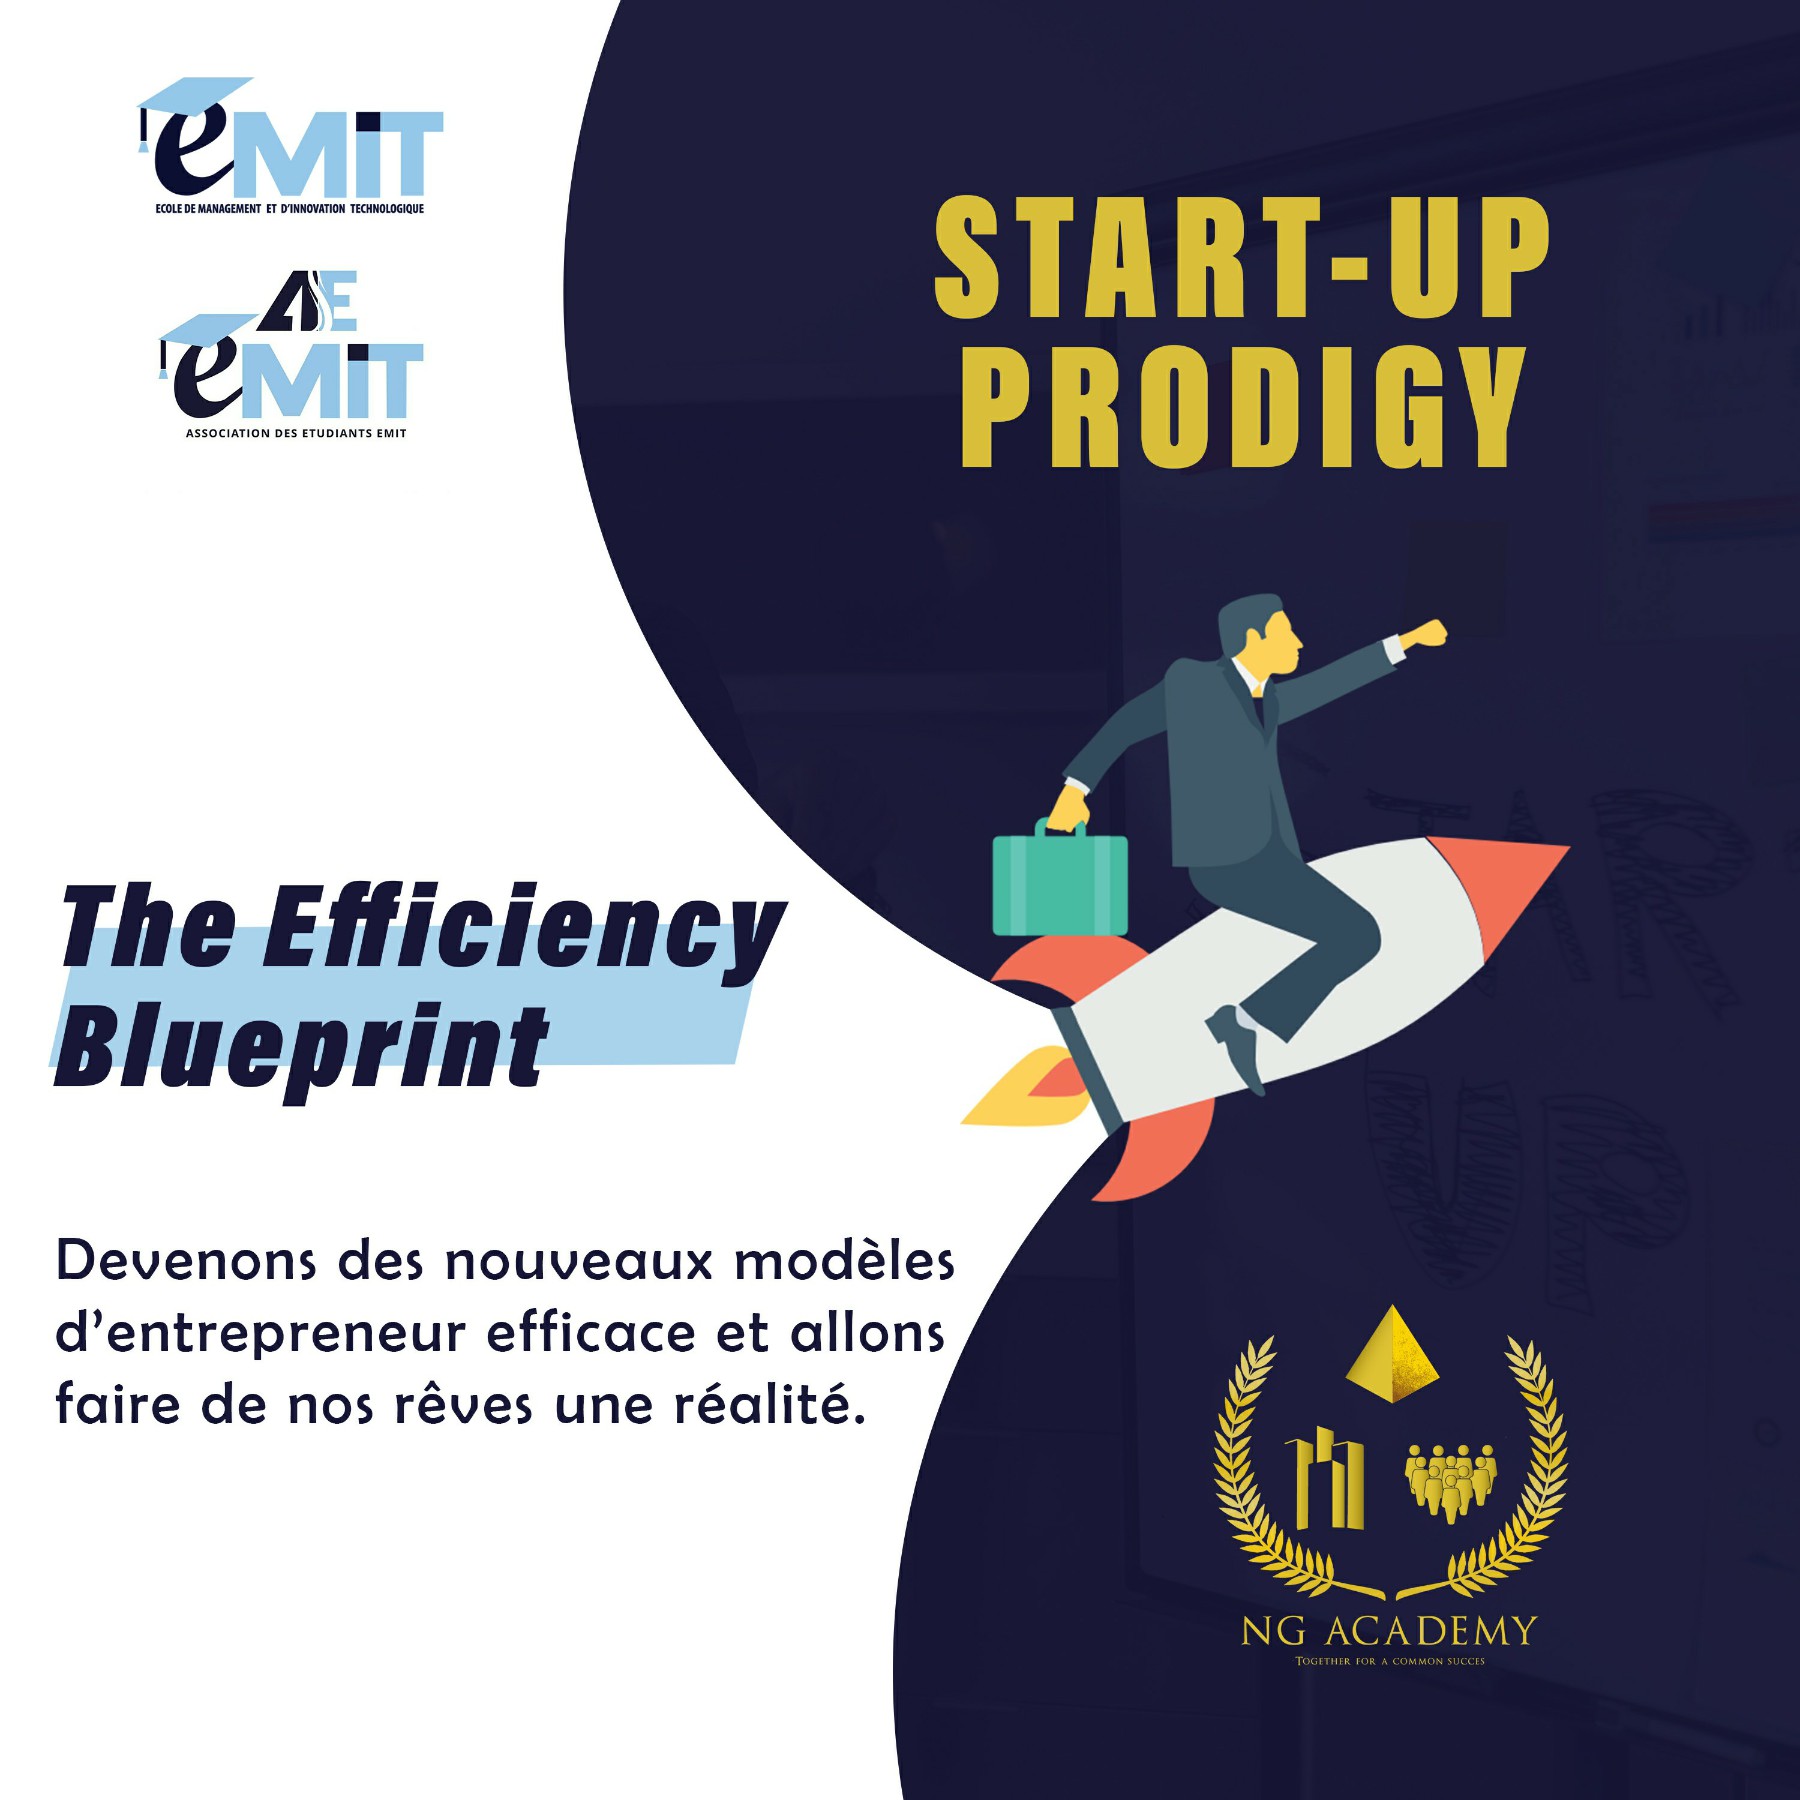 eMiT
ECOLE DE MANAGEMENT ET D'INNOVATION TECHNOLOGIQUE
AE
eMiT
ASSOCIATION DES ETUDIANTS EMIT
START-UP
PRODIGY
The Efficiency
Blueprint
Devenons des nouveaux modèles
d'entrepreneur efficace et allons
faire de nos rêves une réalité.
TAR
UP
NG ACADEMY
TOGETHER FOR A COMMON SUCCES